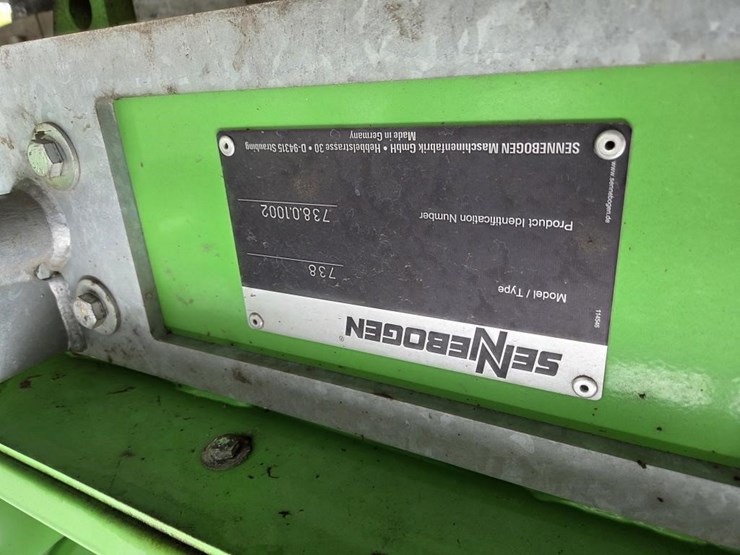 SENNEBOGEN
114546
Model / Type 738
Product Identification Number 738.0.1002
SENNEBOGEN Maschinenfabrik GmbH • Hebbelstrasse 30 • D-94315 Straubing
Made in Germany
www.sennebogen.de